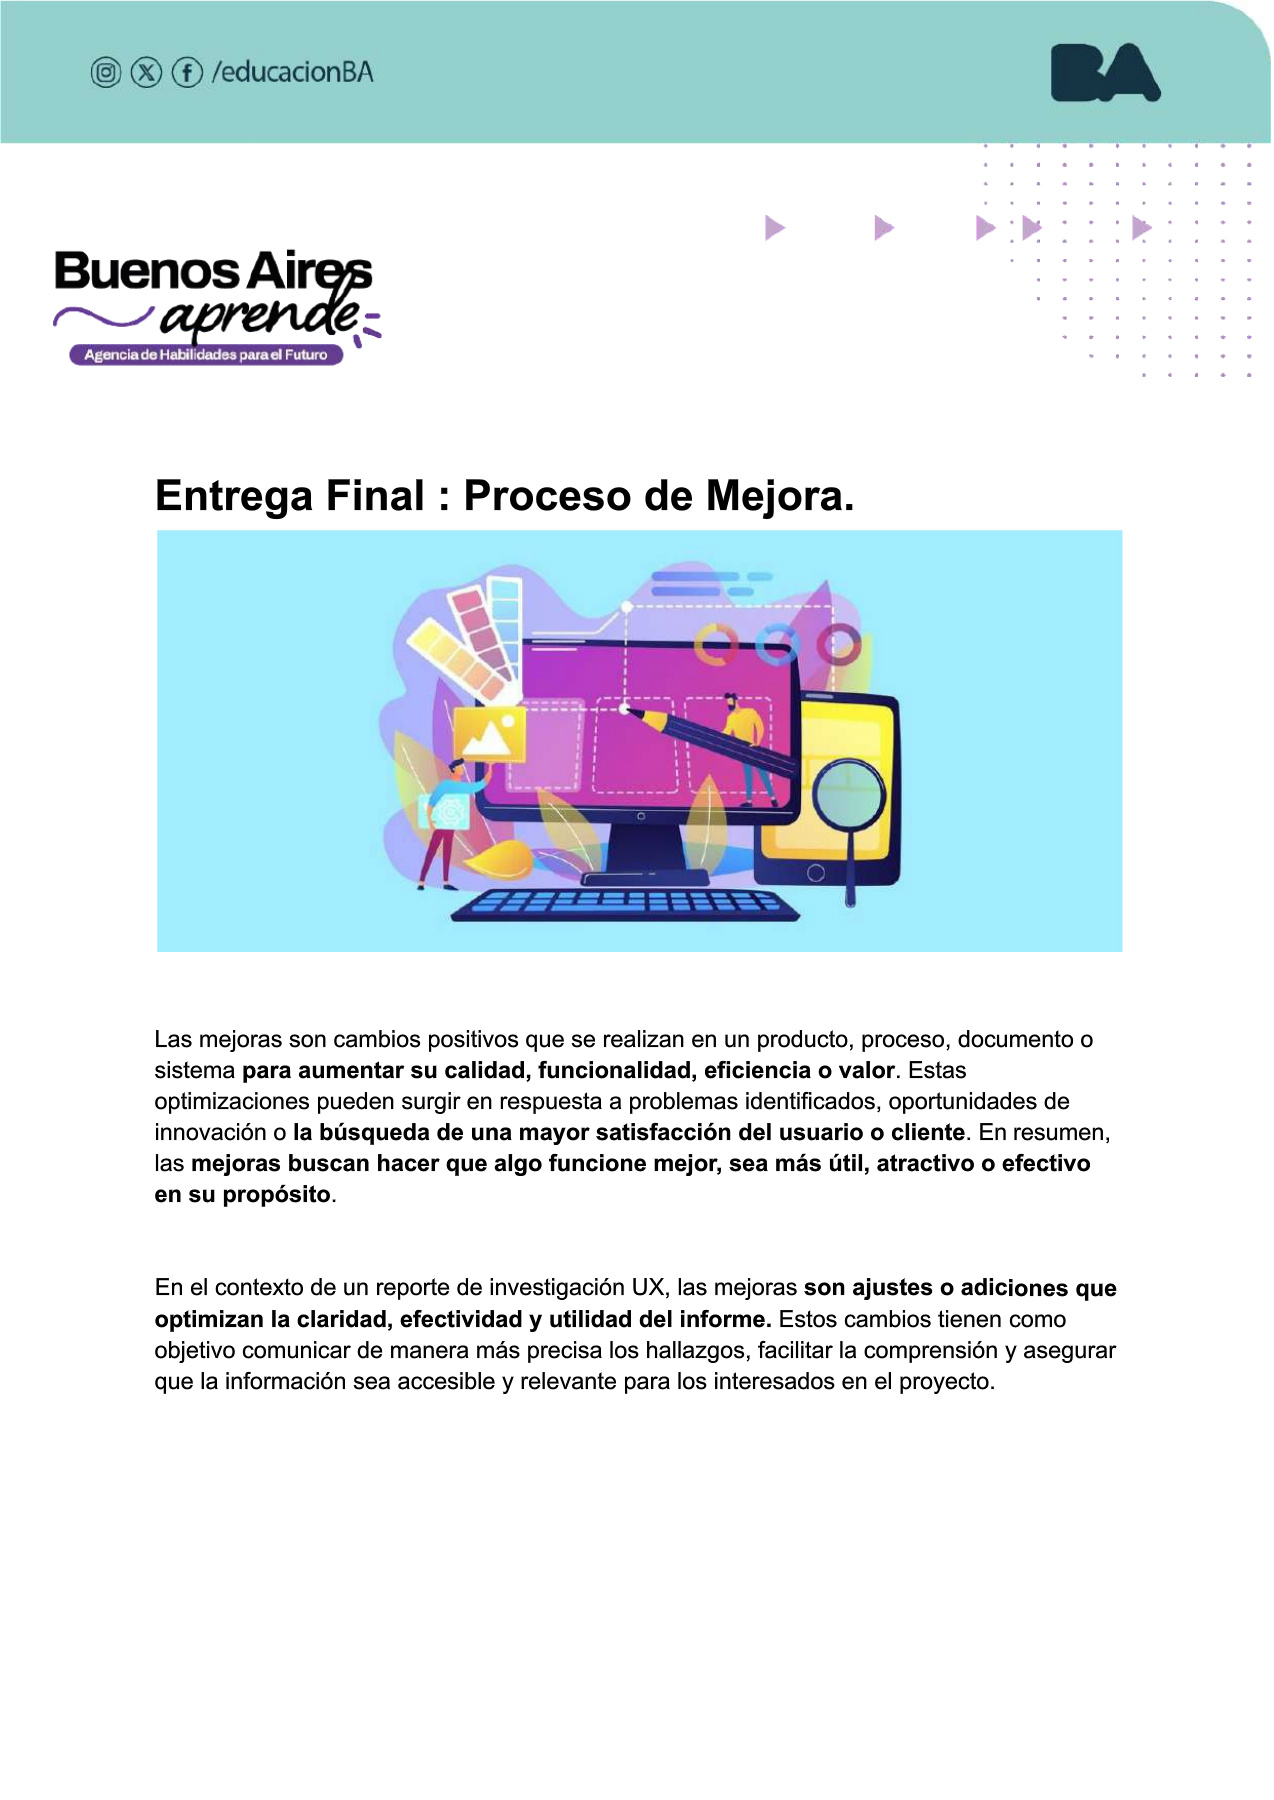 /educacionBA
BA
Buenos Aires
aprende
Agencia de Habilidades para el Futuro
Entrega Final : Proceso de Mejora.
Las mejoras son cambios positivos que se realizan en un producto, proceso, documento o
sistema para aumentar su calidad, funcionalidad, eficiencia o valor. Estas
optimizaciones pueden surgir en respuesta a problemas identificados, oportunidades de
innovación o la búsqueda de una mayor satisfacción del usuario o cliente. En resumen,
las mejoras buscan hacer que algo funcione mejor, sea más útil, atractivo o efectivo
en su propósito.
En el contexto de un reporte de investigación UX, las mejoras son ajustes o adiciones que
optimizan la claridad, efectividad y utilidad del informe. Estos cambios tienen como
objetivo comunicar de manera más precisa los hallazgos, facilitar la comprensión y asegurar
que la información sea accesible y relevante para los interesados en el proyecto.